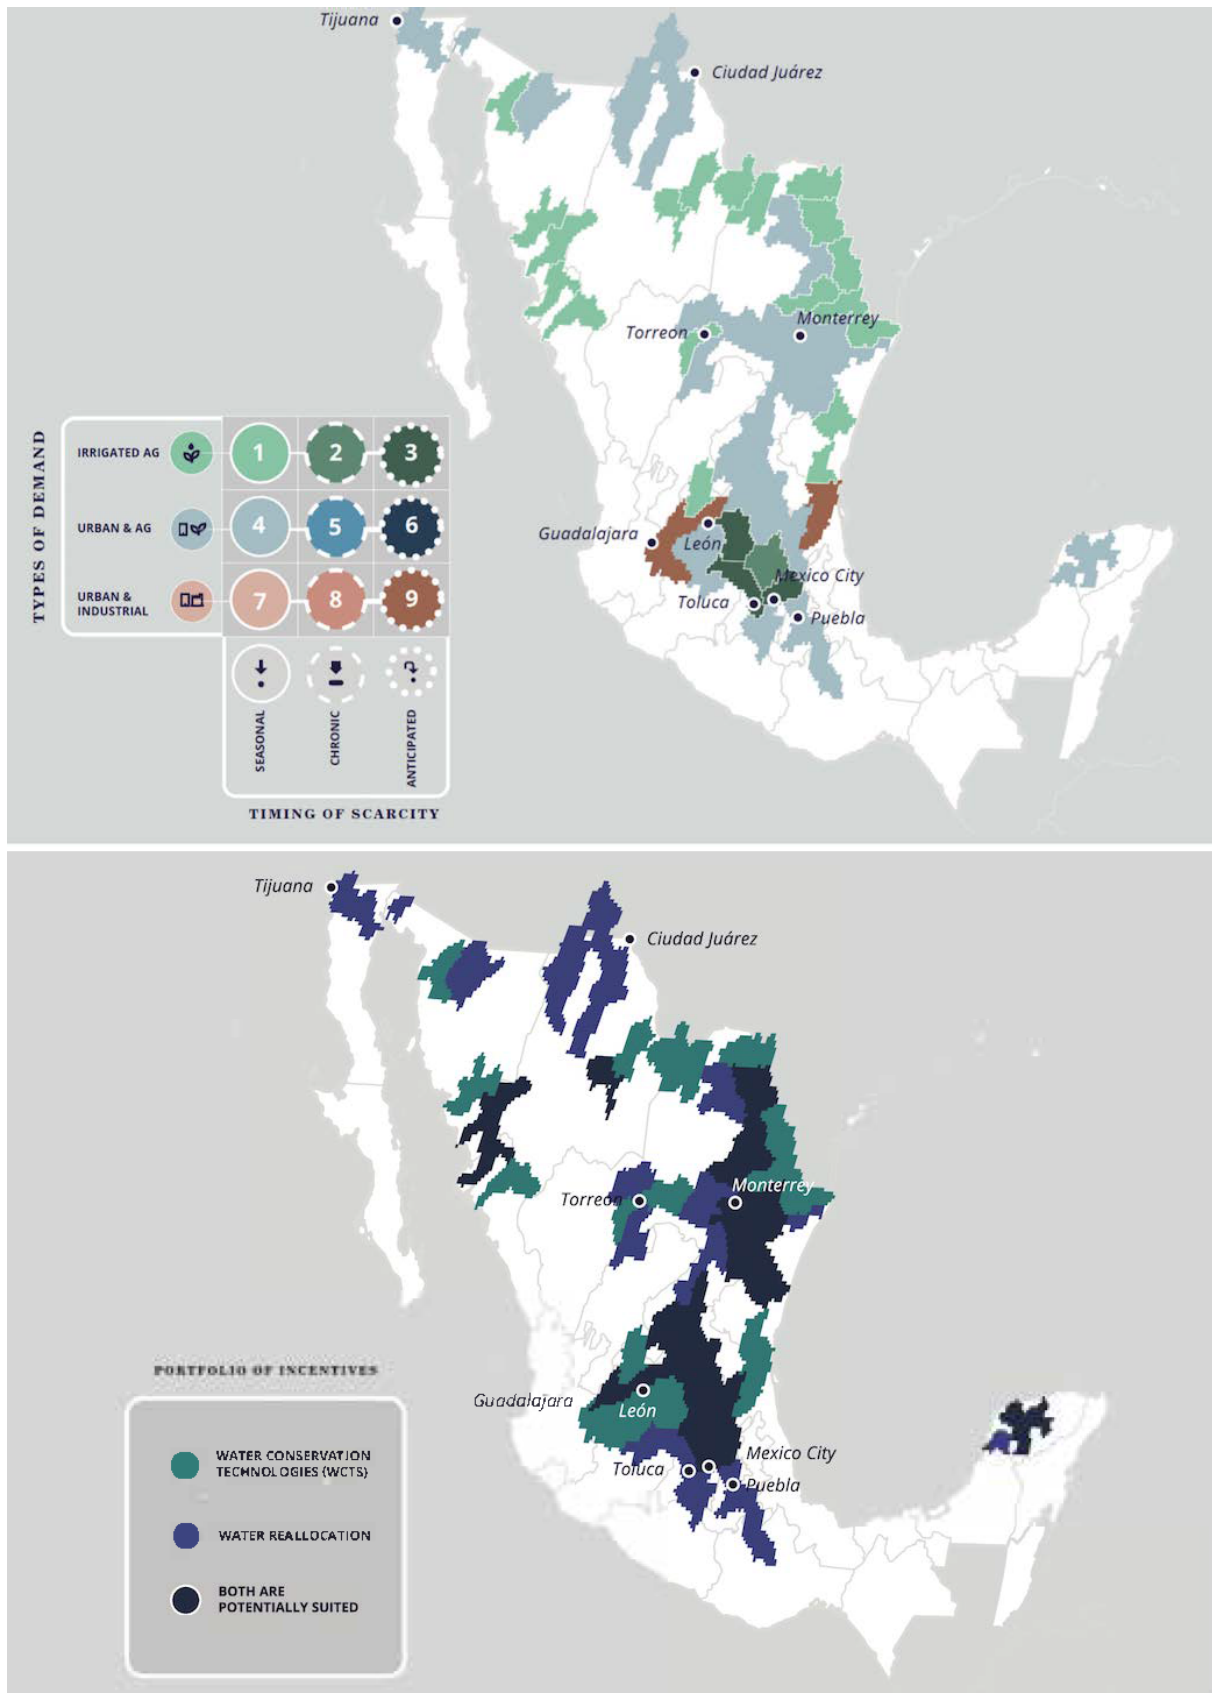 Tijuana
Ciudad Juárez
Torreón
Monterrey
Guadalajara
León
Mexico City
Toluca
Puebla
TYPES OF DEMAND
IRRIGATED AG
1
2
3
URBAN & AG
4
5
6
URBAN &
INDUSTRIAL
7
8
9
SEASONAL
CHRONIC
ANTICIPATED
TIMING OF SCARCITY
Tijuana
Ciudad Juárez
Torreón
Monterrey
Guadalajara
León
Mexico City
Toluca
Puebla
PORTFOLIO OF INCENTIVES
WATER CONSERVATION
TECHNOLOGIES (WCTS)
WATER REALLOCATION
BOTH ARE
POTENTIALLY SUITED